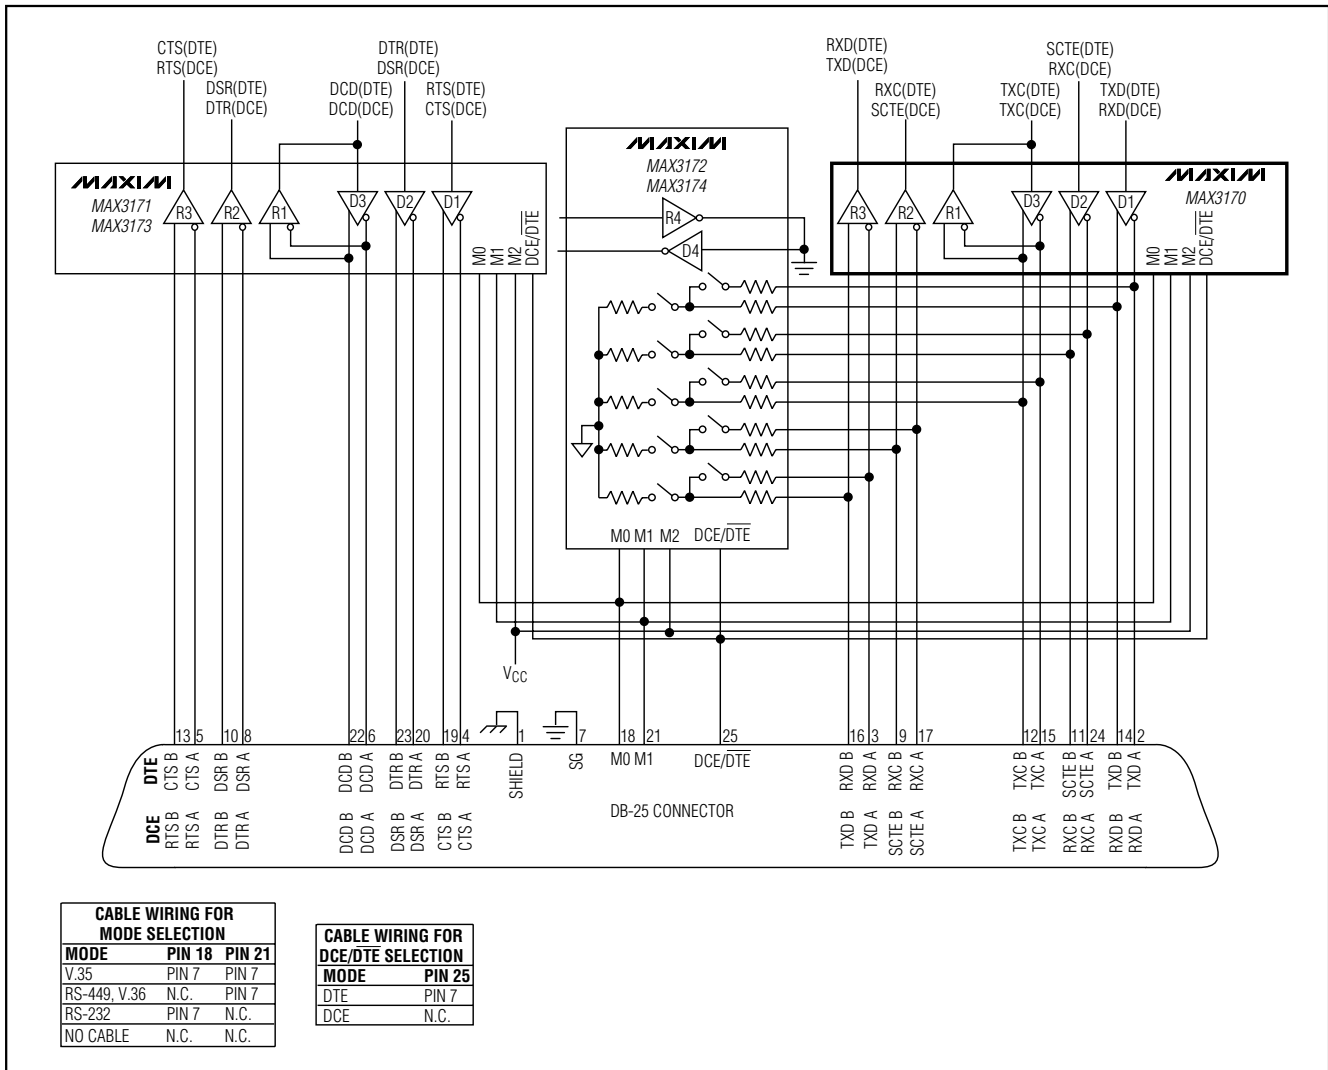 CTS(DTE)
RTS(DCE)
DSR(DTE)
DTR(DCE)
DCD(DTE)
DCD(DCE)
DTR(DTE)
DSR(DCE)
RTS(DTE)
CTS(DCE)
RXD(DTE)
TXD(DCE)
RXC(DTE)
SCTE(DCE)
TXC(DTE)
TXC(DCE)
SCTE(DTE)
RXC(DCE)
TXD(DTE)
RXD(DCE)
MAXIM
MAX3171
MAX3173
R3
R2
R1
D3
D2
D1
M0
M1
M2
DCE/DTE
MAXIM
MAX3172
MAX3174
R4
D4
M0 M1 M2 DCE/DTE
MAXIM
MAX3170
R3
R2
R1
D3
D2
D1
M0
M1
M2
DCE/DTE
VCC
13 5 10 8 22 6 23 20 19 4 1 7 18 21 25 16 3 9 17 12 15 11 24 14 2
DTE
CTS B
CTS A
DSR B
DSR A
DCD B
DCD A
DTR B
DTR A
RTS B
RTS A
SHIELD
SG
M0 M1
DCE/DTE
RXD B
RXD A
RXC B
RXC A
TXC B
TXC A
SCTE B
SCTE A
TXD B
TXD A
DCE
RTS B
RTS A
DTR B
DTR A
DCD B
DCD A
DSR B
DSR A
CTS B
CTS A
DB-25 CONNECTOR
TXD B
TXD A
SCTE B
SCTE A
TXC B
TXC A
RXC B
RXC A
RXD B
RXD A
CABLE WIRING FOR
MODE SELECTION
MODE PIN 18 PIN 21
V.35 PIN 7 PIN 7
RS-449, V.36 N.C. PIN 7
RS-232 PIN 7 N.C.
NO CABLE N.C. N.C.
CABLE WIRING FOR
DCE/DTE SELECTION
MODE PIN 25
DTE PIN 7
DCE N.C.